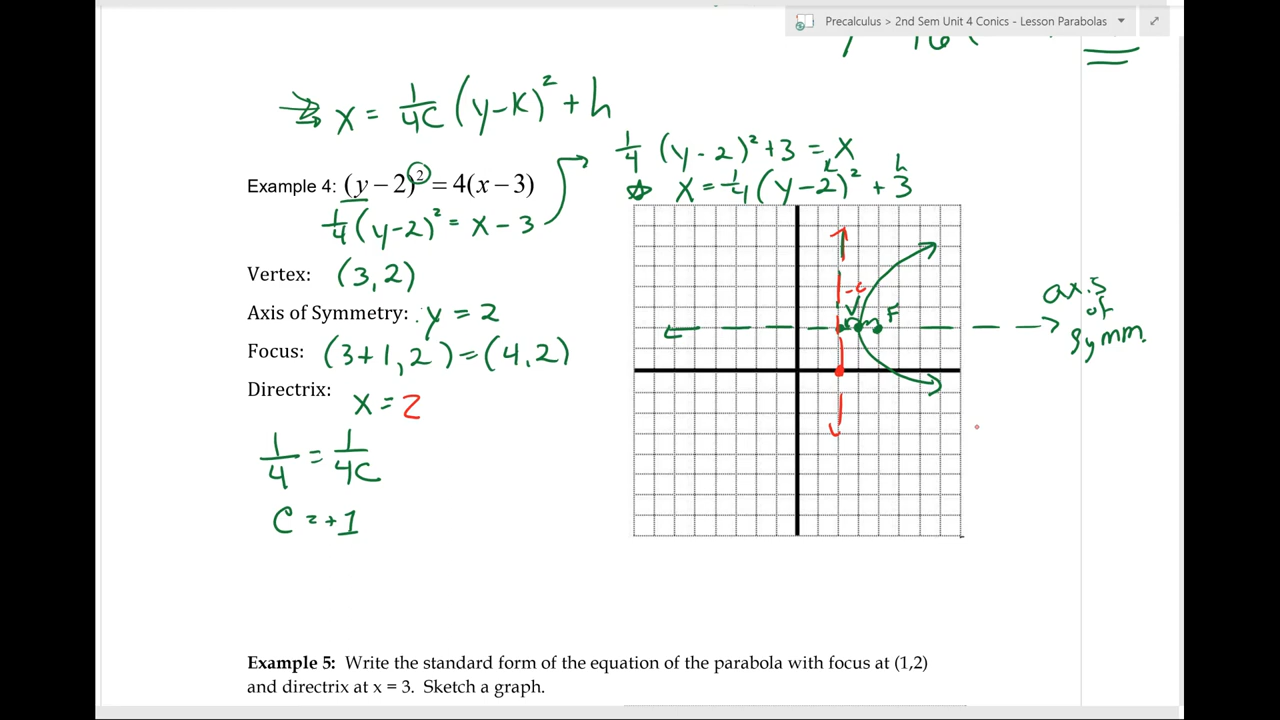 Precalculus > 2nd Sem Unit 4 Conics - Lesson Parabolas
x = 1/4c (y-k)² + h
1/4 (y-2)² + 3 = x
Example 4: (y − 2)² = 4(x − 3)
k h
x = 1/4 (y-2)² + 3
1/4 (y-2)² = x - 3
Vertex: (3,2)
Axis of Symmetry: y = 2
Focus: (3+1, 2) = (4,2)
Directrix: x = 2
-c
V F
axis
of
symm.
1/4 = 1/4c
c = +1
Example 5: Write the standard form of the equation of the parabola with focus at (1,2)
and directrix at x = 3. Sketch a graph.